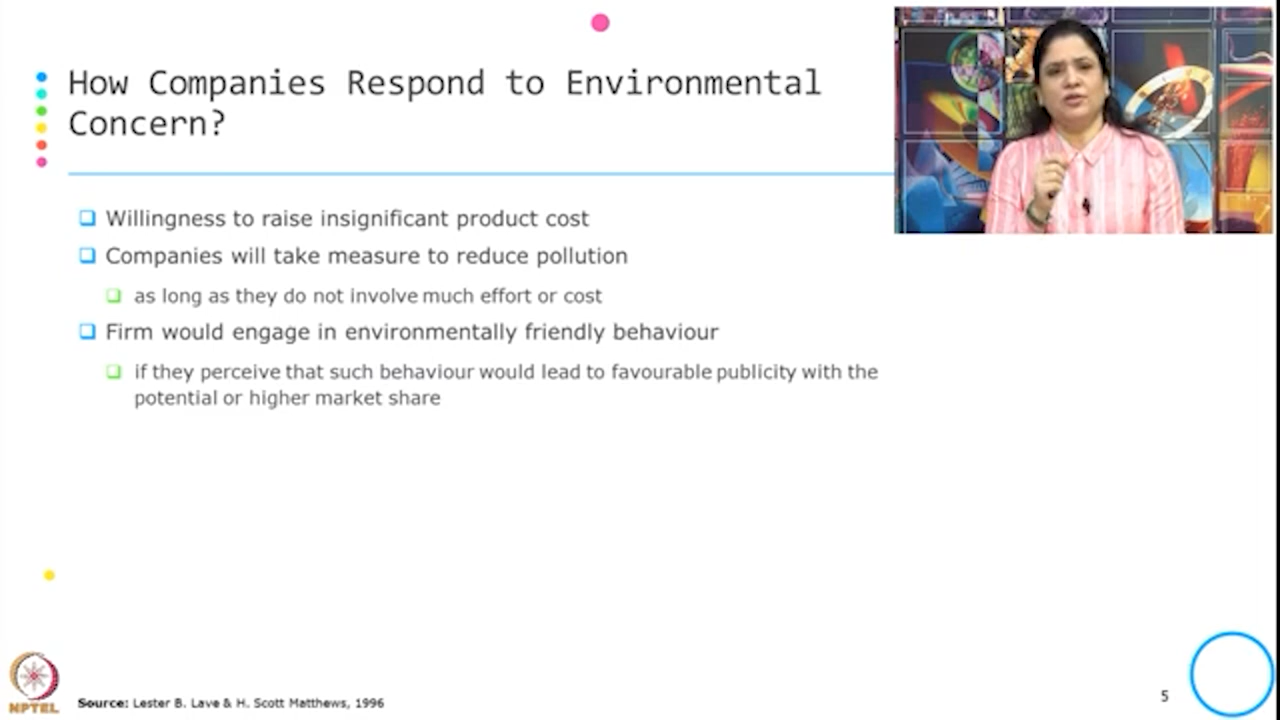 How Companies Respond to Environmental
Concern?
Willingness to raise insignificant product cost
Companies will take measure to reduce pollution
as long as they do not involve much effort or cost
Firm would engage in environmentally friendly behaviour
if they perceive that such behaviour would lead to favourable publicity with the
potential or higher market share
NPTEL
Source: Lester B. Lave & H. Scott Matthews, 1996
5